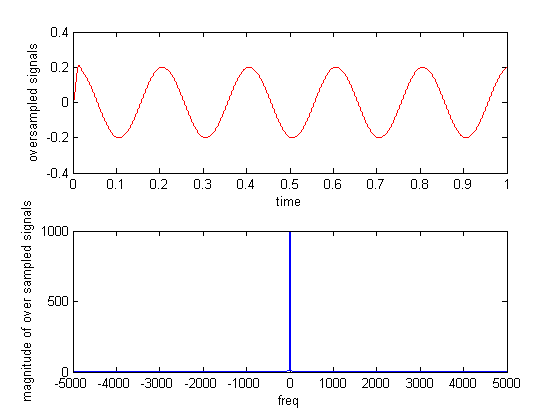 oversampled signals
0.4
0.2
0
-0.2
-0.4
0 0.1 0.2 0.3 0.4 0.5 0.6 0.7 0.8 0.9 1
time
magnitude of over sampled signals
1000
500
0
-5000 -4000 -3000 -2000 -1000 0 1000 2000 3000 4000 5000
freq